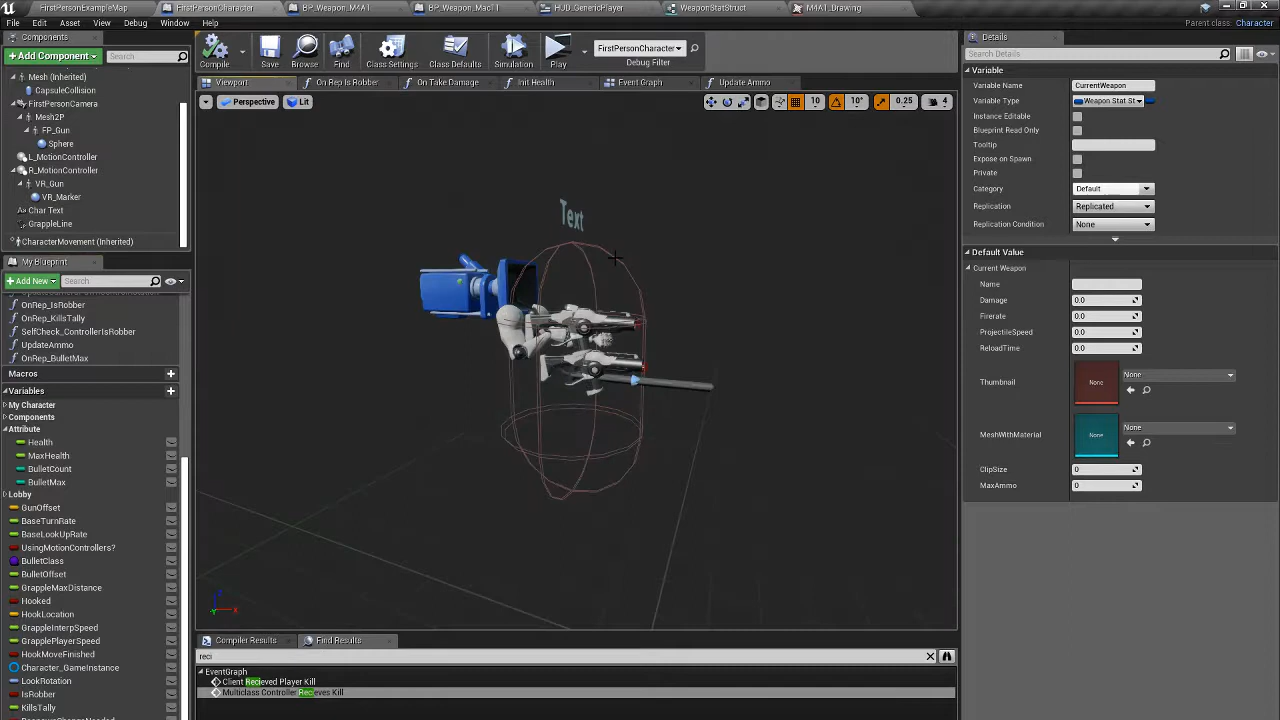 FirstPersonExampleMap FirstPersonCharacter BP_Weapon_M4A1 BP_Weapon_Mac11 HUD_GenericPlayer WeaponStatStruct M4A1_Drawing
File Edit Asset View Debug Window Help Parent class: Character
Components
+ Add Component Search
Mesh (Inherited)
CapsuleCollision
FirstPersonCamera
Mesh2P
FP_Gun
Sphere
L_MotionController
R_MotionController
VR_Gun
VR_Marker
Char Text
GrappleLine
CharacterMovement (Inherited)
My Blueprint
+ Add New Search
OnRep_IsRobber
OnRep_KillsTally
SelfCheck_ControllerIsRobber
UpdateAmmo
OnRep_BulletMax
Macros
Variables
My Character
Components
Attribute
Health
MaxHealth
BulletCount
BulletMax
Lobby
GunOffset
BaseTurnRate
BaseLookUpRate
UsingMotionControllers?
BulletClass
BulletOffset
GrappleMaxDistance
Hooked
HookLocation
GrappleInterpSpeed
GrapplePlayerSpeed
HookMoveFinished
Character_GameInstance
LookRotation
IsRobber
KillsTally
Compile Save Browse Find Class Settings Class Defaults Simulation Play
FirstPersonCharacter
Debug Filter
Viewport On Rep Is Robber On Take Damage Init Health Event Graph Update Ammo
Perspective Lit 10 10° 0.25 4
Text
Z
X
Compiler Results Find Results
reci
EventGraph
Client Recieved Player Kill
Multiclass Controller Recieves Kill
Details
Search Details
Variable
Variable Name CurrentWeapon
Variable Type Weapon Stat St
Instance Editable
Blueprint Read Only
Tooltip
Expose on Spawn
Private
Category Default
Replication Replicated
Replication Condition None
Default Value
Current Weapon
Name
Damage 0.0
Firerate 0.0
ProjectileSpeed 0.0
ReloadTime 0.0
Thumbnail None None
MeshWithMaterial None None
ClipSize 0
MaxAmmo 0